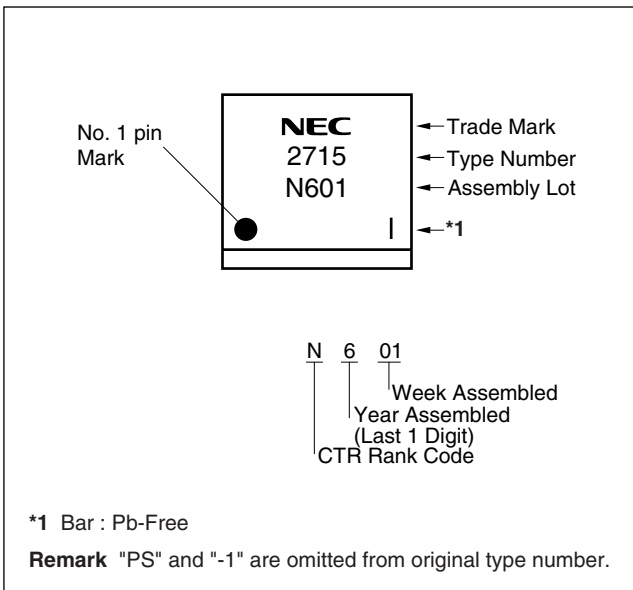 No. 1 pin
Mark
NEC
2715
N601
Trade Mark
Type Number
Assembly Lot
*1
N 6 01
Week Assembled
Year Assembled
(Last 1 Digit)
CTR Rank Code
*1 Bar : Pb-Free
Remark "PS" and "-1" are omitted from original type number.